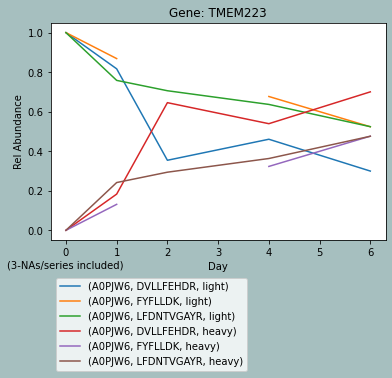 Gene: TMEM223
1.0
0.8
0.6
0.4
0.2
0.0
Rel Abundance
0 1 2 3 4 5 6
(3-NAs/series included)
Day
(A0PJW6, DVLLFEHDR, light)
(A0PJW6, FYFLLDK, light)
(A0PJW6, LFDNTVGAYR, light)
(A0PJW6, DVLLFEHDR, heavy)
(A0PJW6, FYFLLDK, heavy)
(A0PJW6, LFDNTVGAYR, heavy)